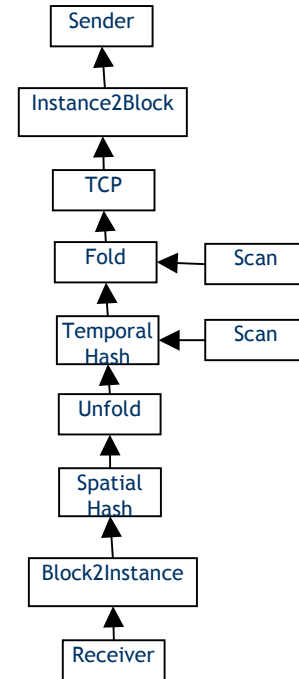 Sender
Instance2Block
TCP
Fold
Scan
Temporal
Hash
Scan
Unfold
Spatial
Hash
Block2Instance
Receiver